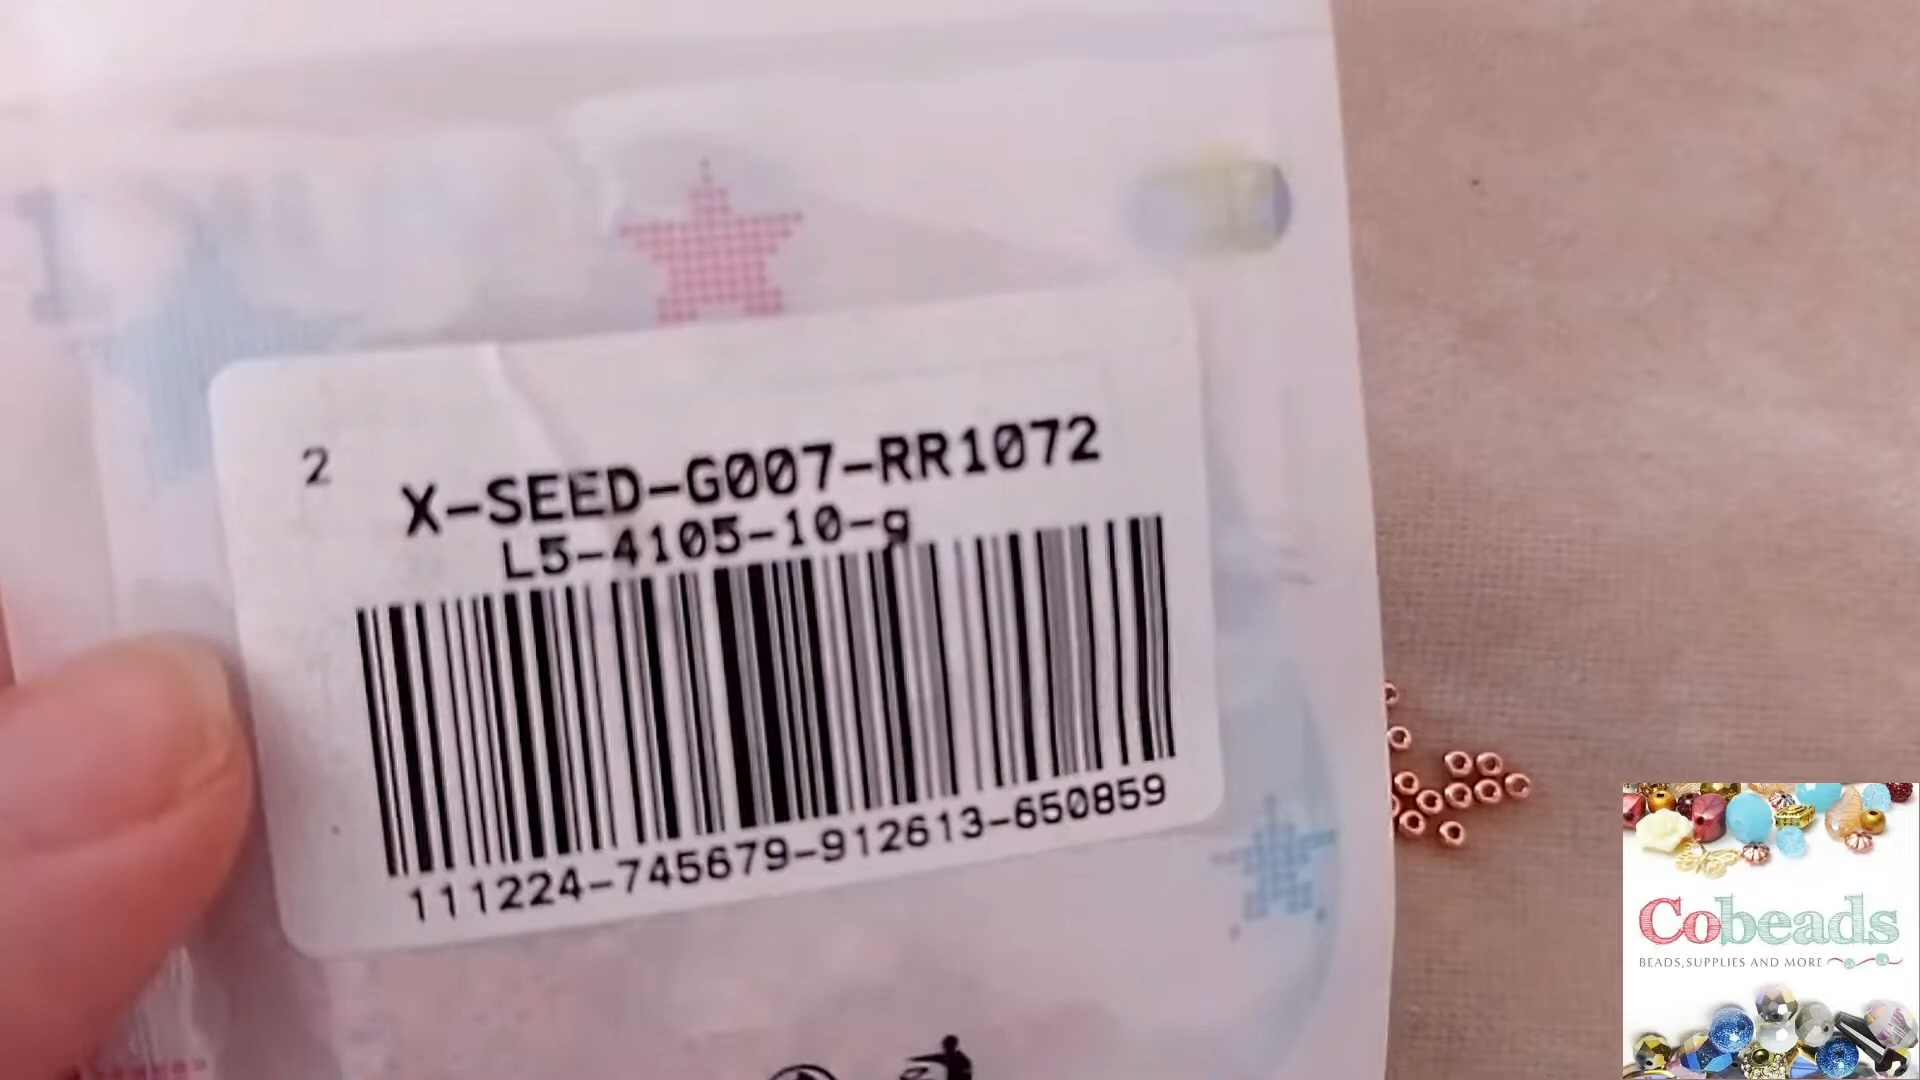 2
X-SEED-G007-RR1072
L5-4105-10-g
111224-745679-912613-650859
Cobeads
BEADS,SUPPLIES AND MORE